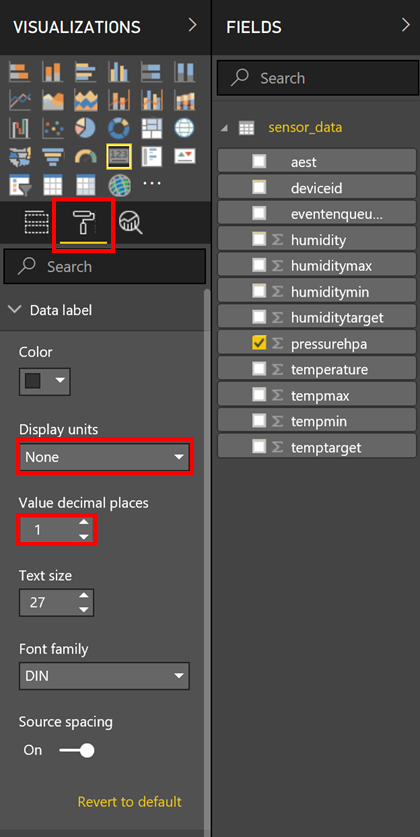 VISUALIZATIONS
123
Search
Data label
Color
Display units
None
Value decimal places
1
Text size
27
Font family
DIN
Source spacing
On
Revert to default
FIELDS
Search
sensor_data
aest
deviceid
eventenqueu...
humidity
humiditymax
humiditymin
humiditytarget
pressurehpa
temperature
tempmax
tempmin
temptarget